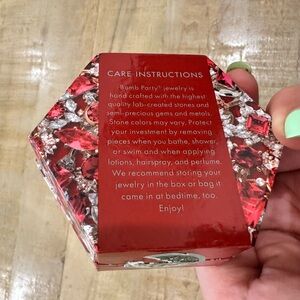 CARE INSTRUCTIONS
Bomb Party® jewelry is
hand crafted with the highest
quality lab-created stones and
semi-precious gems and metals.
Stone colors may vary. Protect
your investment by removing
pieces when you bathe, shower,
or swim and when applying
lotions, hairspray, and perfume.
We recommend storing your
jewelry in the box or bag it
came in at bedtime, too.
Enjoy!